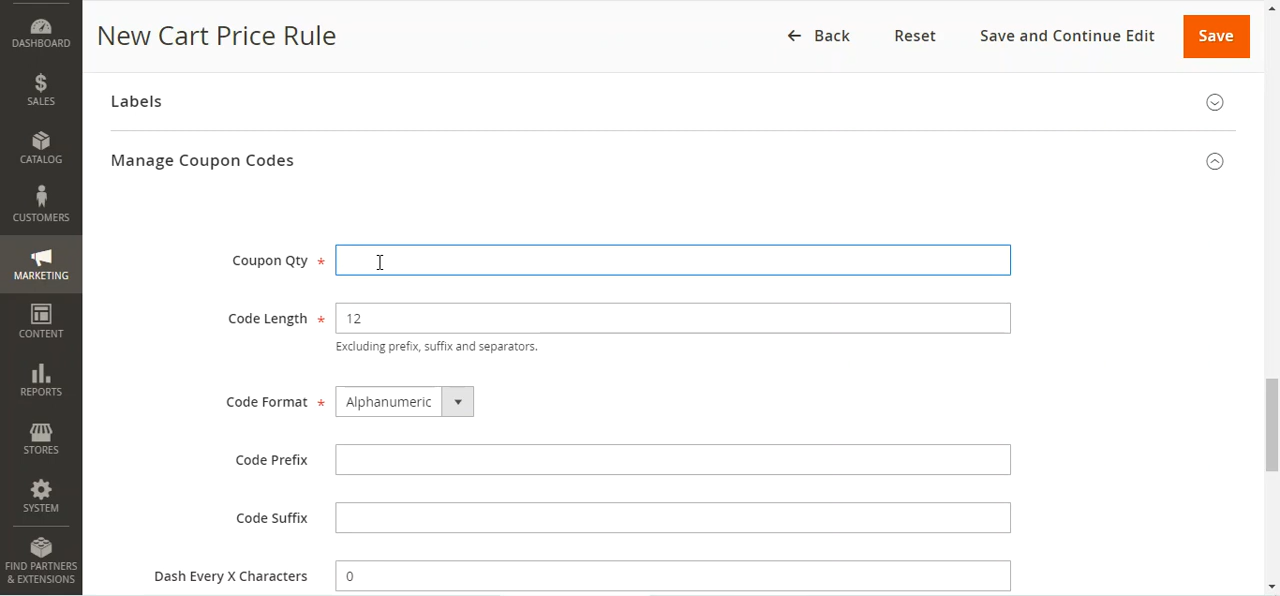 New Cart Price Rule
← Back
Reset
Save and Continue Edit
Save
DASHBOARD
$
SALES
CATALOG
CUSTOMERS
MARKETING
CONTENT
REPORTS
STORES
SYSTEM
FIND PARTNERS
& EXTENSIONS
Labels
Manage Coupon Codes
Coupon Qty *
Code Length * 12
Excluding prefix, suffix and separators.
Code Format * Alphanumeric
Code Prefix
Code Suffix
Dash Every X Characters 0